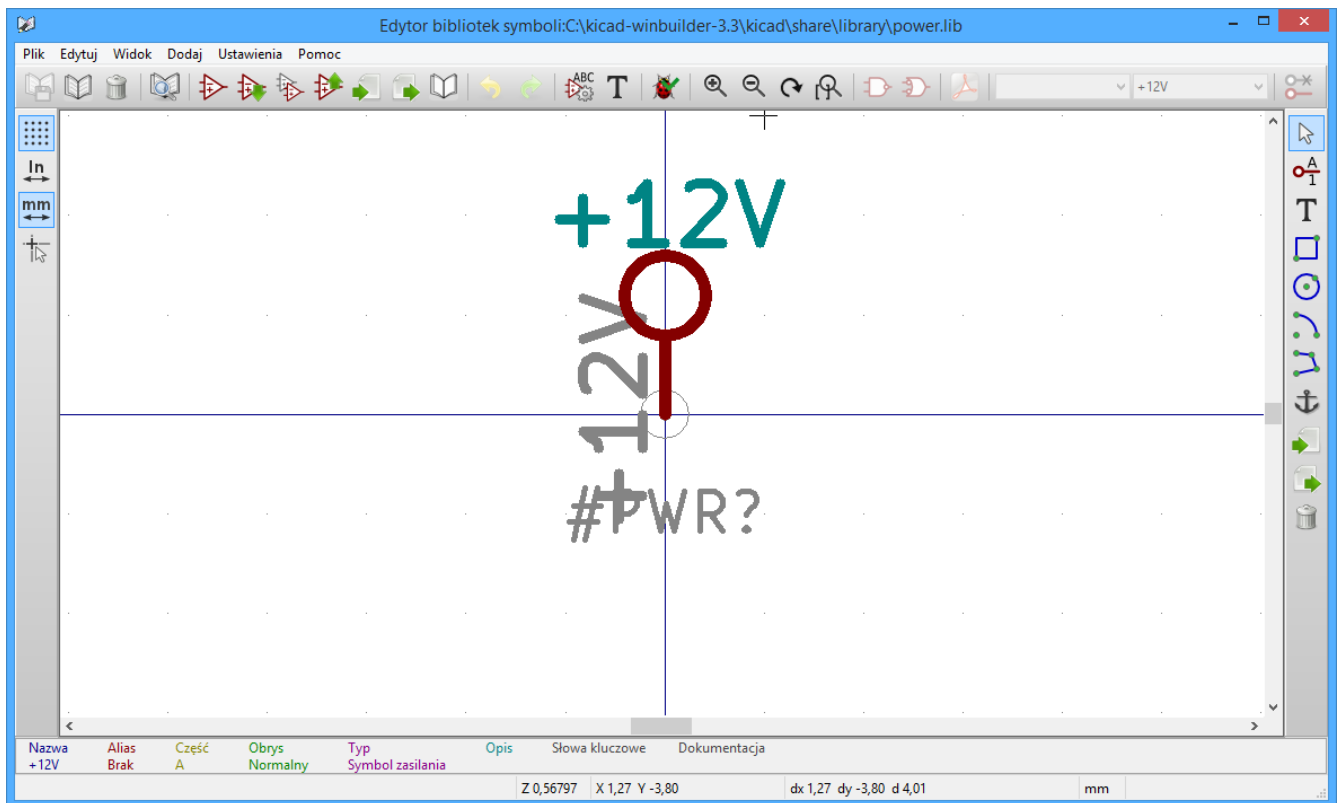 Edytor bibliotek symboli:C:\kicad-winbuilder-3.3\kicad\share\library\power.lib
Plik Edytuj Widok Dodaj Ustawienia Pomoc
ABC T +12V
In
mm
A
1
T
+12V
+12V
#PWR?
Nazwa Alias Część Obrys Typ Opis Słowa kluczowe Dokumentacja
+12V Brak A Normalny Symbol zasilania
Z 0,56797 X 1,27 Y -3,80 dx 1,27 dy -3,80 d 4,01 mm